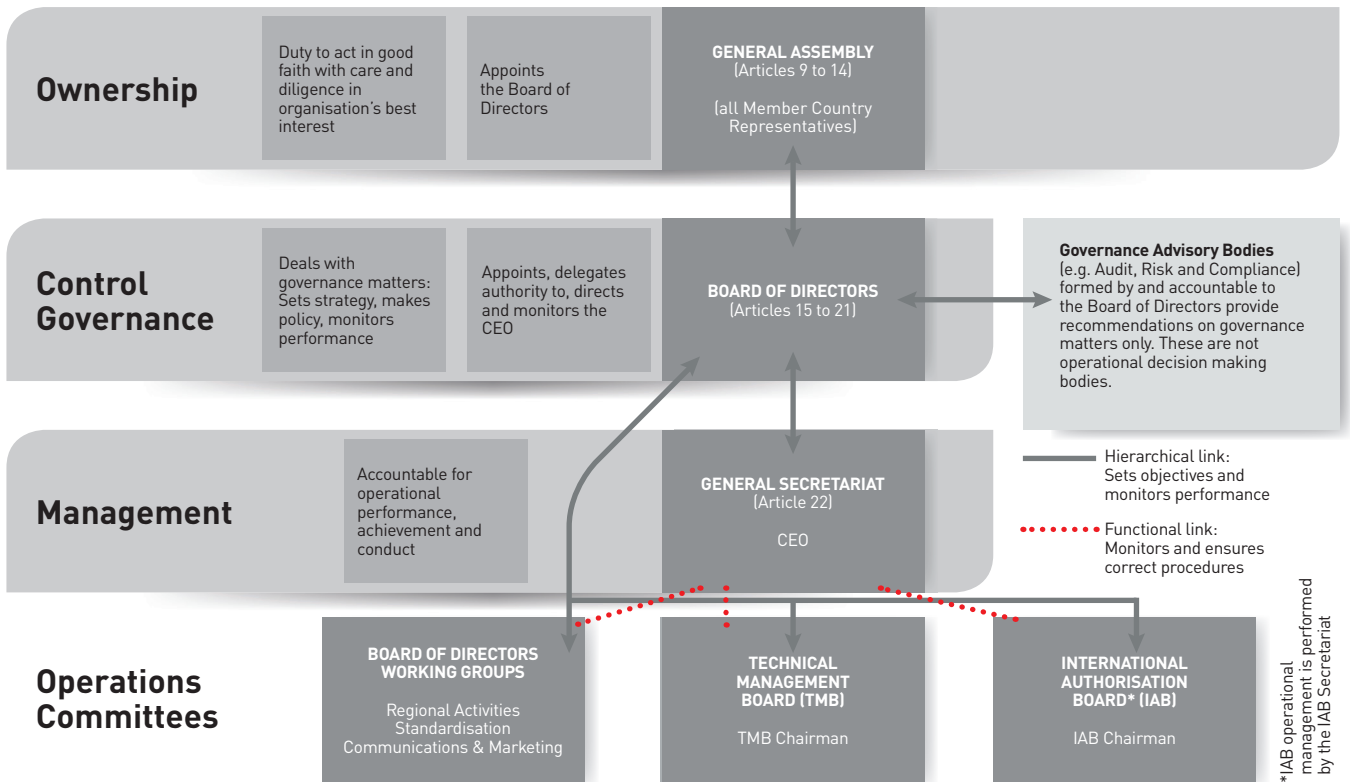 Ownership
Duty to act in good
faith with care and
diligence in
organisation's best
interest
Appoints
the Board of
Directors
GENERAL ASSEMBLY
(Articles 9 to 14)
(all Member Country
Representatives)
Control
Governance
Deals with
governance matters:
Sets strategy, makes
policy, monitors
performance
Appoints, delegates
authority to, directs
and monitors the
CEO
BOARD OF DIRECTORS
(Articles 15 to 21)
Governance Advisory Bodies
(e.g. Audit, Risk and Compliance)
formed by and accountable to
the Board of Directors provide
recommendations on governance
matters only. These are not
operational decision making
bodies.
Management
Accountable for
operational
performance,
achievement and
conduct
GENERAL SECRETARIAT
(Article 22)
CEO
Hierarchical link:
Sets objectives and
monitors performance
Functional link:
Monitors and ensures
correct procedures
Operations
Committees
BOARD OF DIRECTORS
WORKING GROUPS
Regional Activities
Standardisation
Communications & Marketing
TECHNICAL
MANAGEMENT
BOARD (TMB)
TMB Chairman
INTERNATIONAL
AUTHORISATION
BOARD* (IAB)
IAB Chairman
*IAB operational
management is performed
by the IAB Secretariat